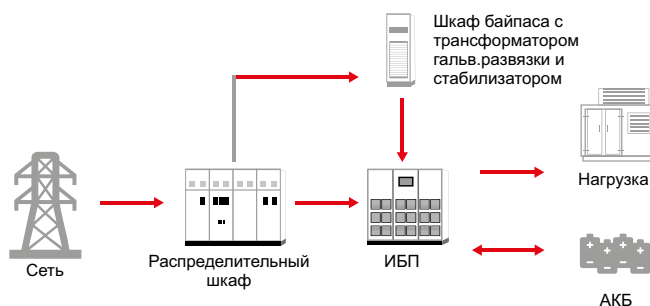 Шкаф байпаса с
трансформатором
гальв.развязки и
стабилизатором
Нагрузка
Сеть
Распределительный
шкаф
ИБП
АКБ